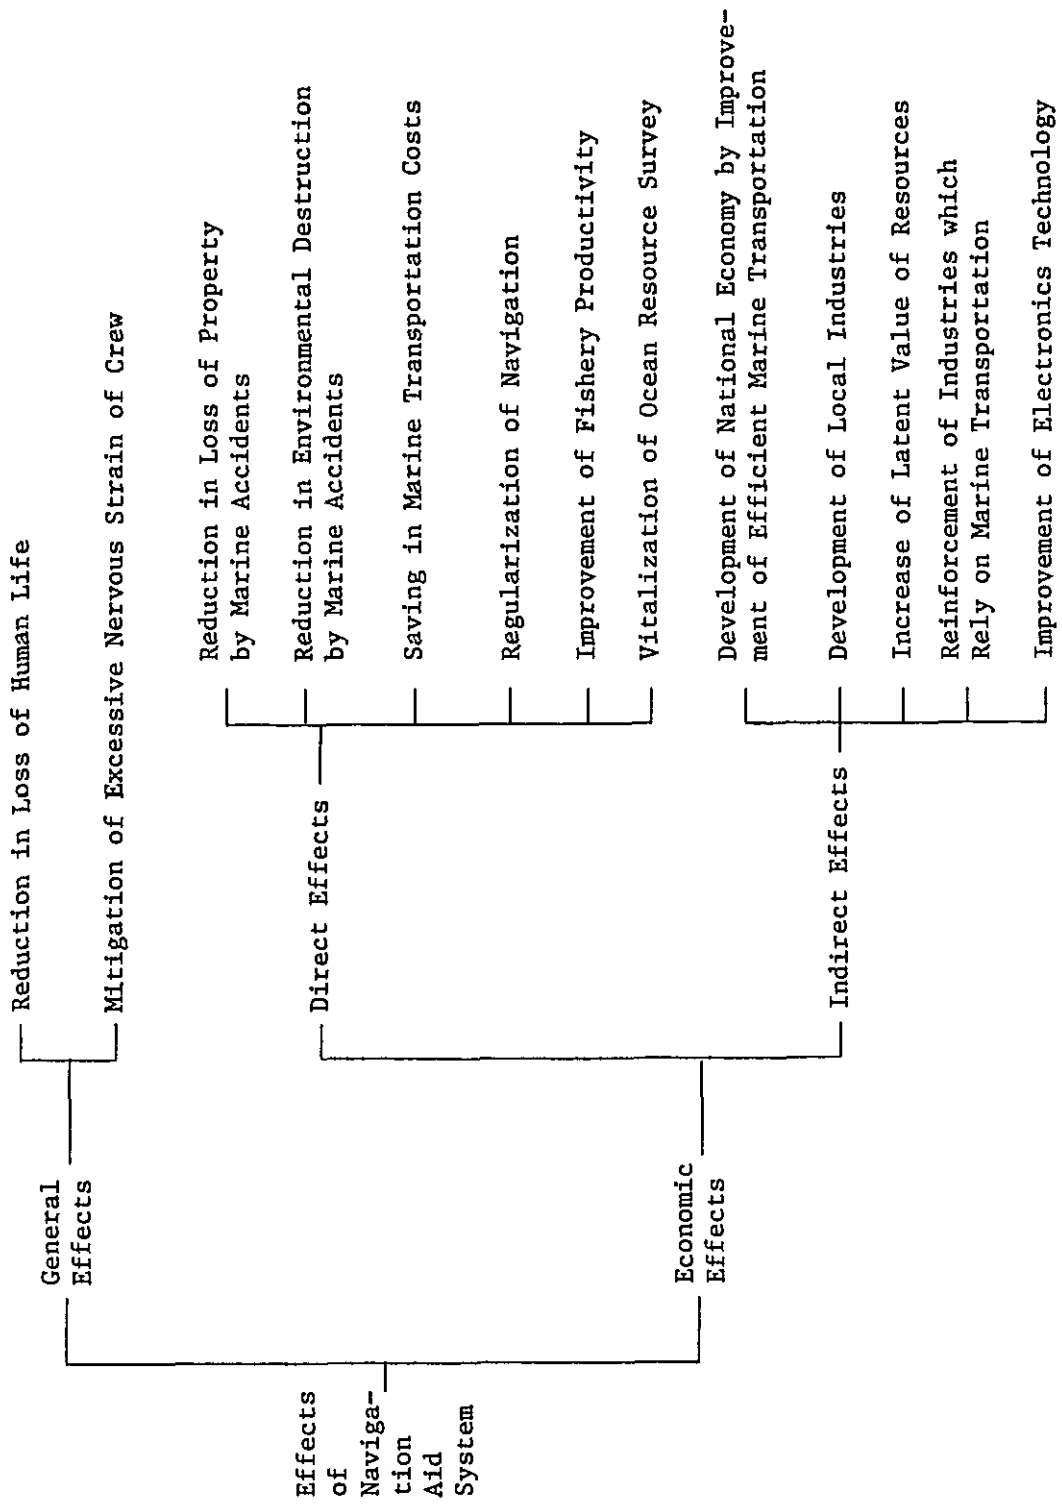 Effects
of
Naviga-
tion
Aid
System
General
Effects
Reduction in Loss of Human Life
Mitigation of Excessive Nervous Strain of Crew
Economic
Effects
Direct Effects
Reduction in Loss of Property
by Marine Accidents
Reduction in Environmental Destruction
by Marine Accidents
Saving in Marine Transportation Costs
Regularization of Navigation
Improvement of Fishery Productivity
Vitalization of Ocean Resource Survey
Indirect Effects
Development of National Economy by Improve-
ment of Efficient Marine Transportation
Development of Local Industries
Increase of Latent Value of Resources
Reinforcement of Industries which
Rely on Marine Transportation
Improvement of Electronics Technology